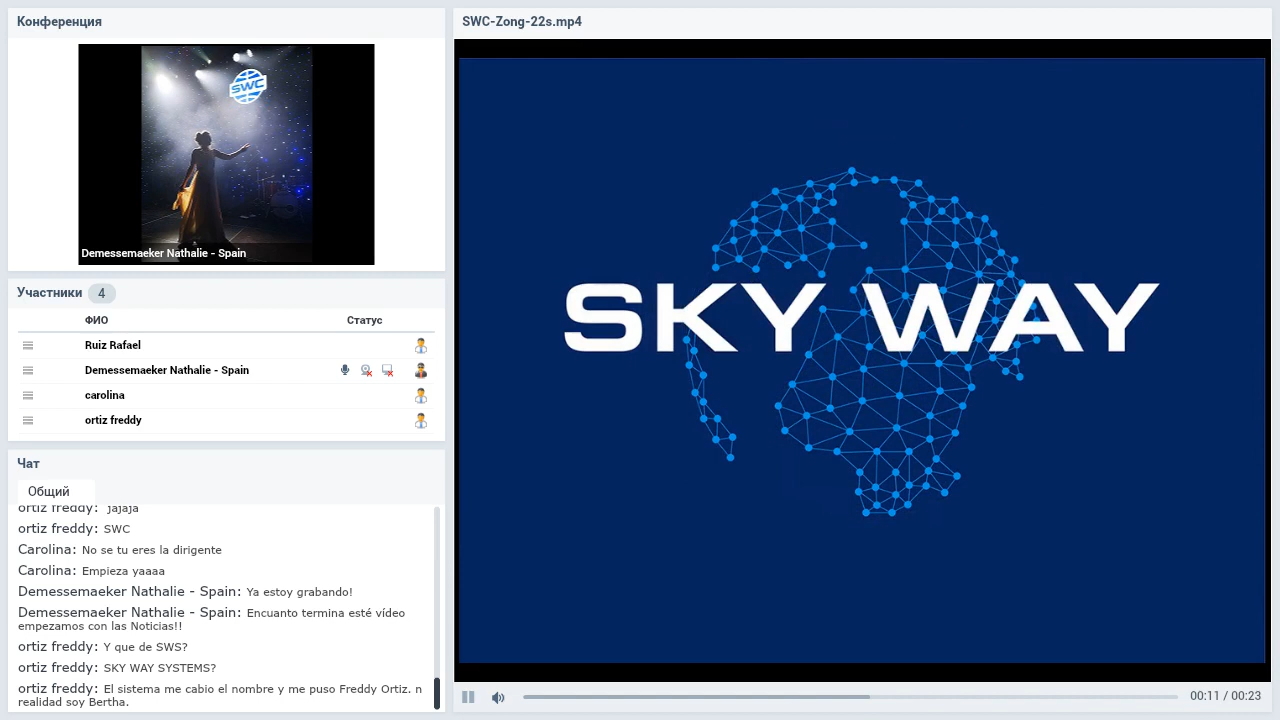 Конференция
SWC
Demessemaeker Nathalie - Spain
Участники 4
ФИО Статус
Ruiz Rafael
Demessemaeker Nathalie - Spain
carolina
ortiz freddy
Чат
Общий
ortiz freddy: jajaja
ortiz freddy: SWC
Carolina: No se tu eres la dirigente
Carolina: Empieza yaaaa
Demessemaeker Nathalie - Spain: Ya estoy grabando!
Demessemaeker Nathalie - Spain: Encuanto termina esté vídeo
empezamos con las Noticias!!
ortiz freddy: Y que de SWS?
ortiz freddy: SKY WAY SYSTEMS?
ortiz freddy: El sistema me cabio el nombre y me puso Freddy Ortiz. n
realidad soy Bertha.
SWC-Zong-22s.mp4
SKY WAY
00:11 / 00:23